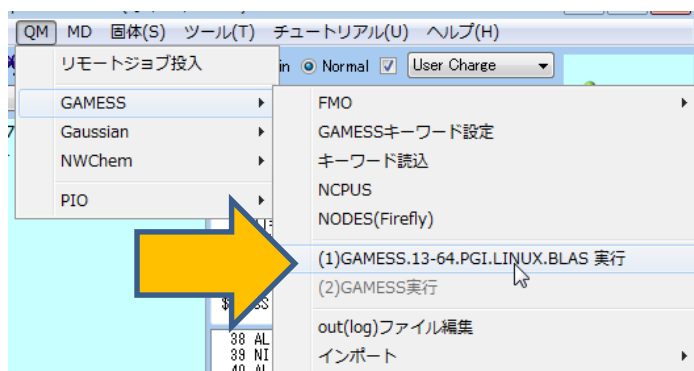 QM MD 固体(S) ツール(T) チュートリアル(U) ヘルプ(H)
リモートジョブ投入
in Normal User Charge
GAMESS
Gaussian
NWChem
PIO
FMO
GAMESSキーワード設定
キーワード読込
NCPUS
NODES(Firefly)
(1)GAMESS.13-64.PGI.LINUX.BLAS 実行
(2)GAMESS実行
out(log)ファイル編集
インポート
38 AL
39 NI
40 AL